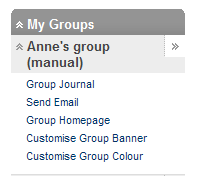 My Groups
Anne's group
(manual)
Group Journal
Send Email
Group Homepage
Customise Group Banner
Customise Group Colour